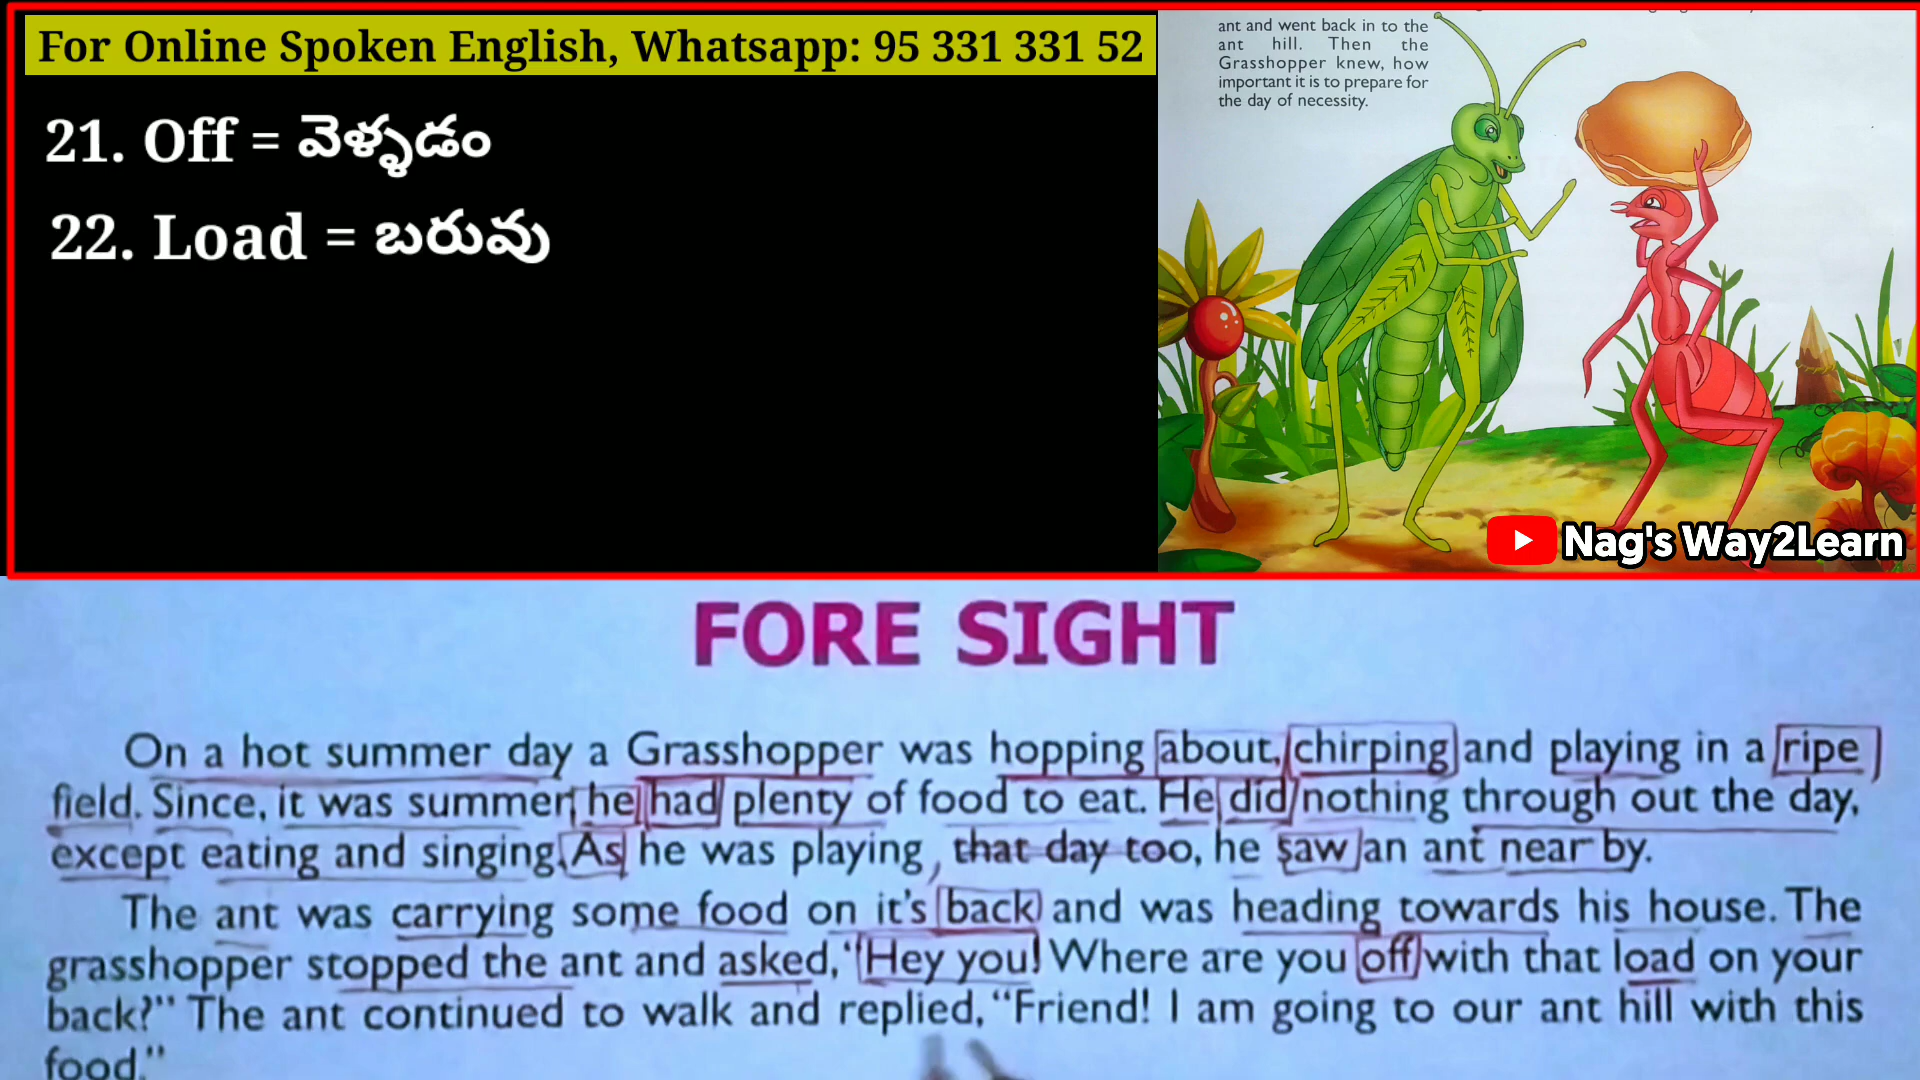 For Online Spoken English, Whatsapp: 95 331 331 52
21. Off = వెళ్ళడం
22. Load = బరువు
ant and went back in to the
ant hill. Then the
Grasshopper knew, how
important it is to prepare for
the day of necessity.
Nag's Way2Learn
FORE SIGHT
On a hot summer day a Grasshopper was hopping about, chirping and playing in a ripe
field. Since, it was summer, he had plenty of food to eat. He did nothing through out the day,
except eating and singing. As he was playing, that day too, he saw an ant near by.
The ant was carrying some food on it's back and was heading towards his house. The
grasshopper stopped the ant and asked, "Hey you! Where are you off with that load on your
back?" The ant continued to walk and replied, "Friend! I am going to our ant hill with this
food."